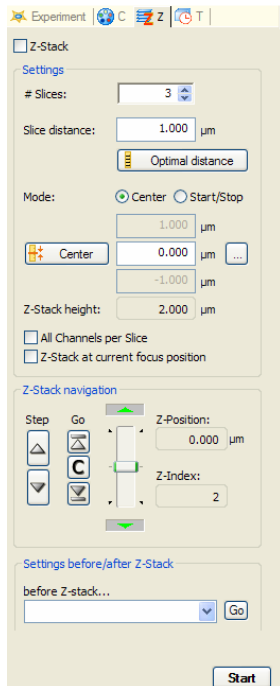 Experiment C Z T
Z-Stack
Settings
# Slices: 3
Slice distance: 1.000 µm
Optimal distance
Mode: Center Start/Stop
1.000 µm
Center 0.000 µm ...
-1.000 µm
Z-Stack height: 2.000 µm
All Channels per Slice
Z-Stack at current focus position
Z-Stack navigation
Step Go Z-Position:
0.000 µm
C
Z-Index:
2
Settings before/after Z-Stack
before Z-stack...
Go
Start